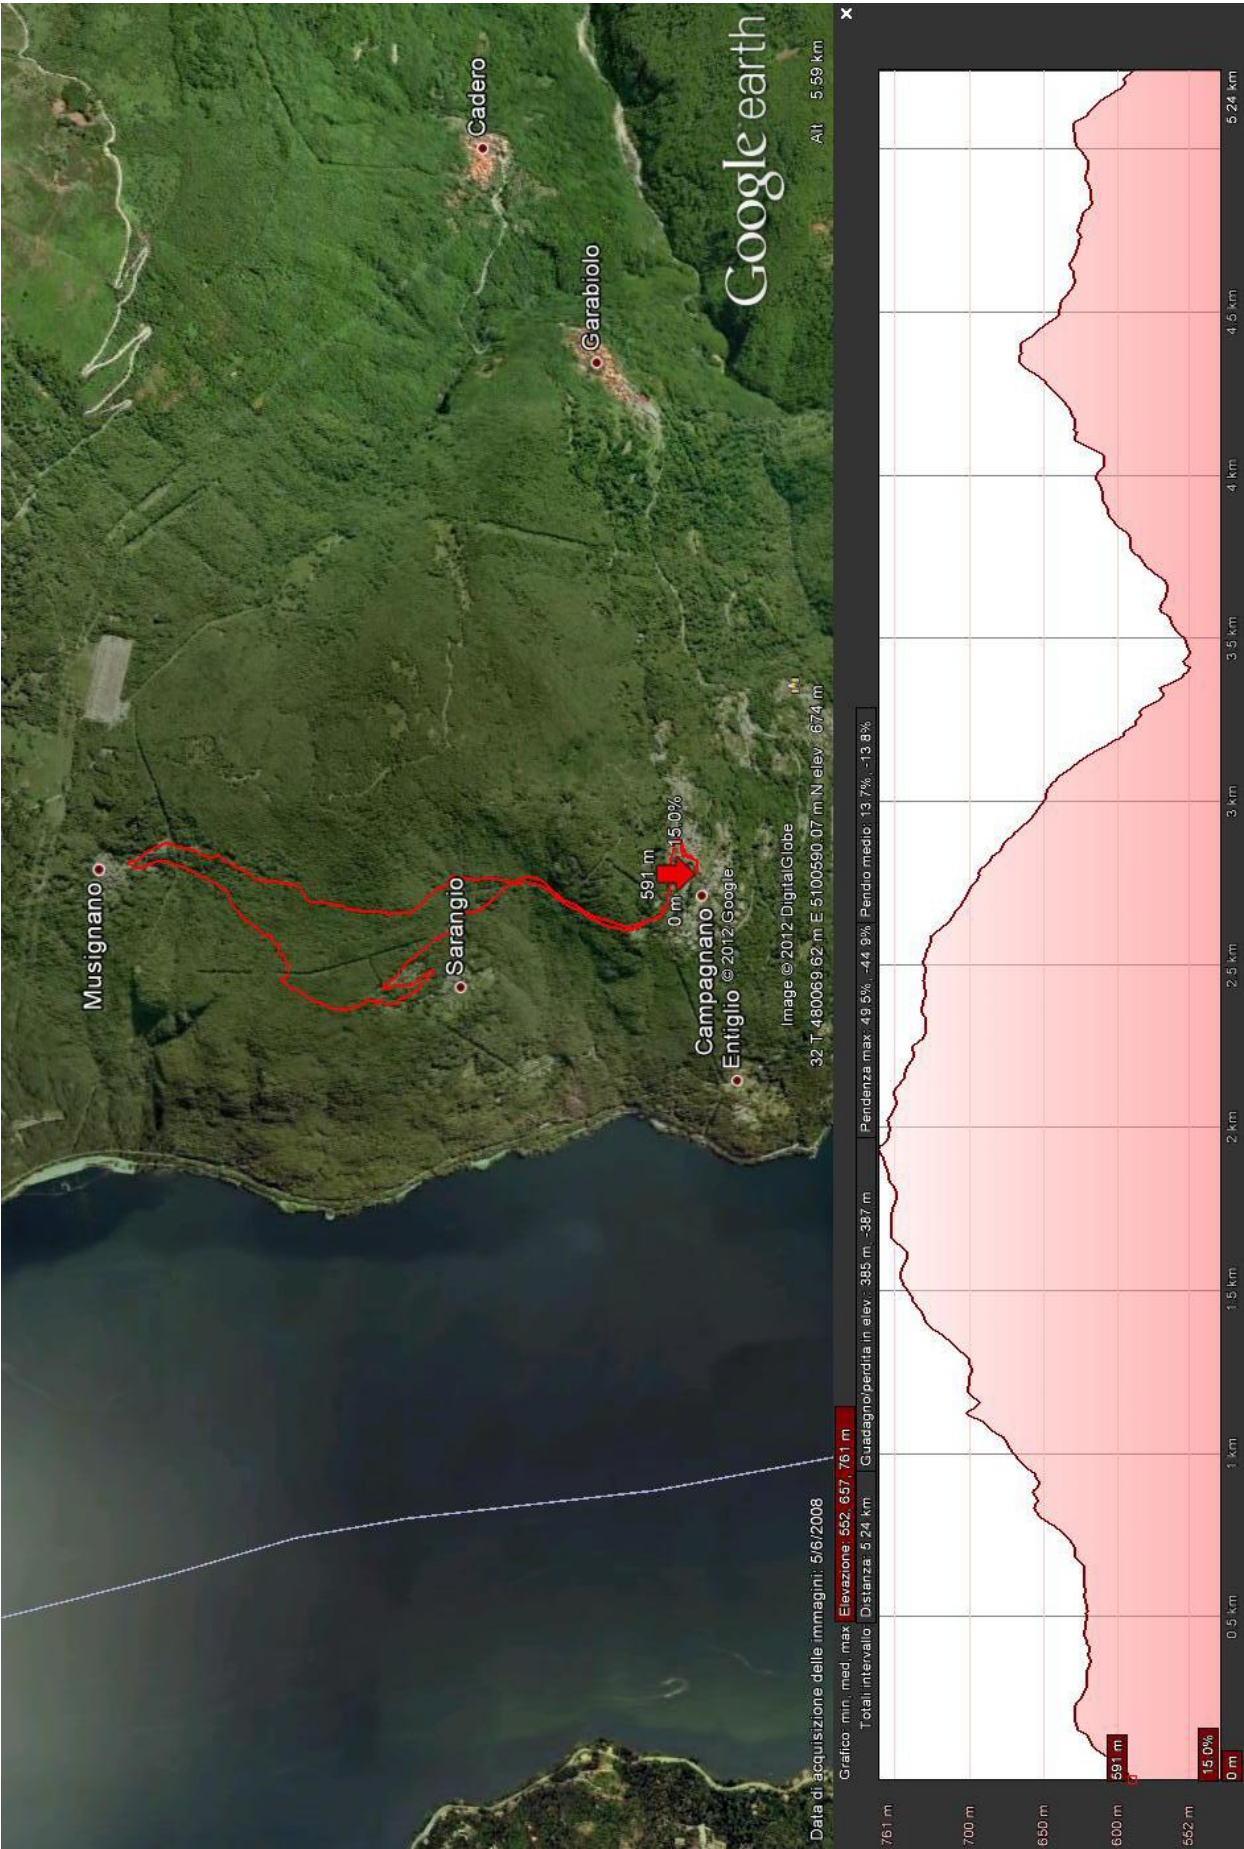 Musignano
Cadero
Sarangio
Garabiolo
591 m
0 m
15.0%
Campagnano
Entiglio
© 2012 Google
Image © 2012 DigitalGlobe
Google earth
Data di acquisizione delle immagini: 5/6/2008
32 T 480069.62 m E 5100590.07 m N elev 674 m
Alt 5.59 km
Grafico: min, med, max Elevazione: 552, 657, 761 m
Totali intervallo: Distanza: 5.24 km Guadagno/perdita in elev.: 385 m, -387 m Pendenza max: 49.5%, -44.9% Pendio medio: 13.7%, -13.8%
761 m
700 m
650 m
600 m
552 m
591 m
15.0%
0 m
0.5 km
1 km
1.5 km
2 km
2.5 km
3 km
3.5 km
4 km
4.5 km
5.24 km